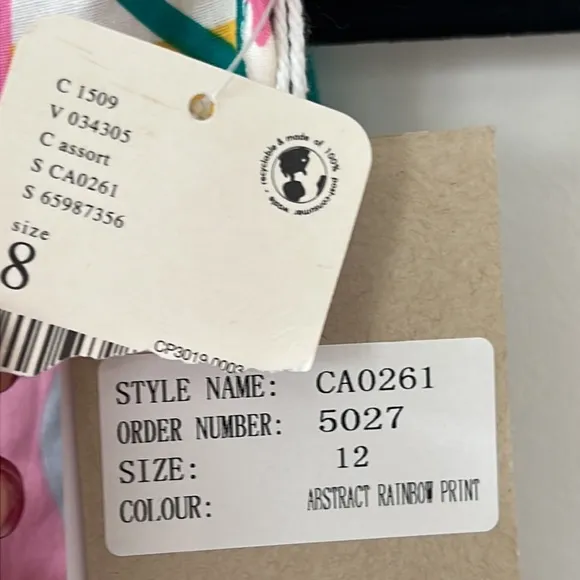 C 1509
V 034305
C assort
S CA0261
S 65987356
size
8
recyclable & made of 100% post-consumer waste
CP3019.0003
STYLE NAME: CA0261
ORDER NUMBER: 5027
SIZE: 12
COLOUR: ABSTRACT RAINBOW PRINT